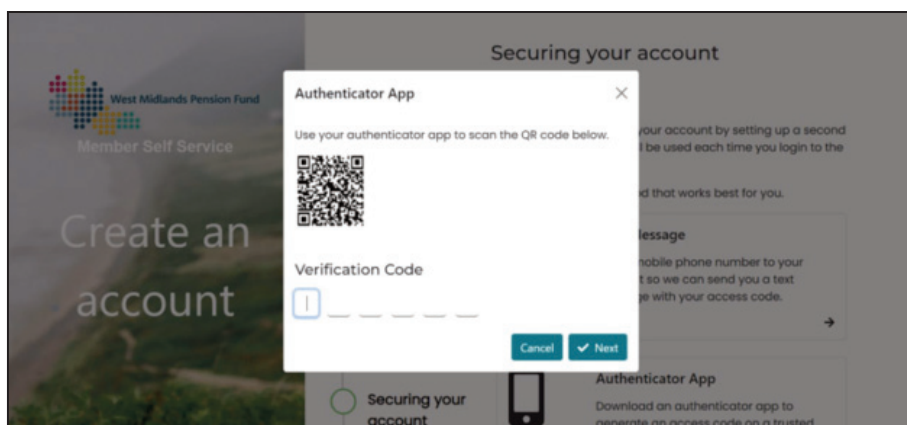 West Midlands Pension Fund
Member Self Service
Create an
account
Securing your account
your account by setting up a second
be used each time you login to the
that works best for you.
Message
mobile phone number to your
so we can send you a text
with your access code.
Authenticator App
Download an authenticator app to
generate an access code on a trusted
Securing your
account
Authenticator App
Use your authenticator app to scan the QR code below.
Verification Code
Cancel
Next